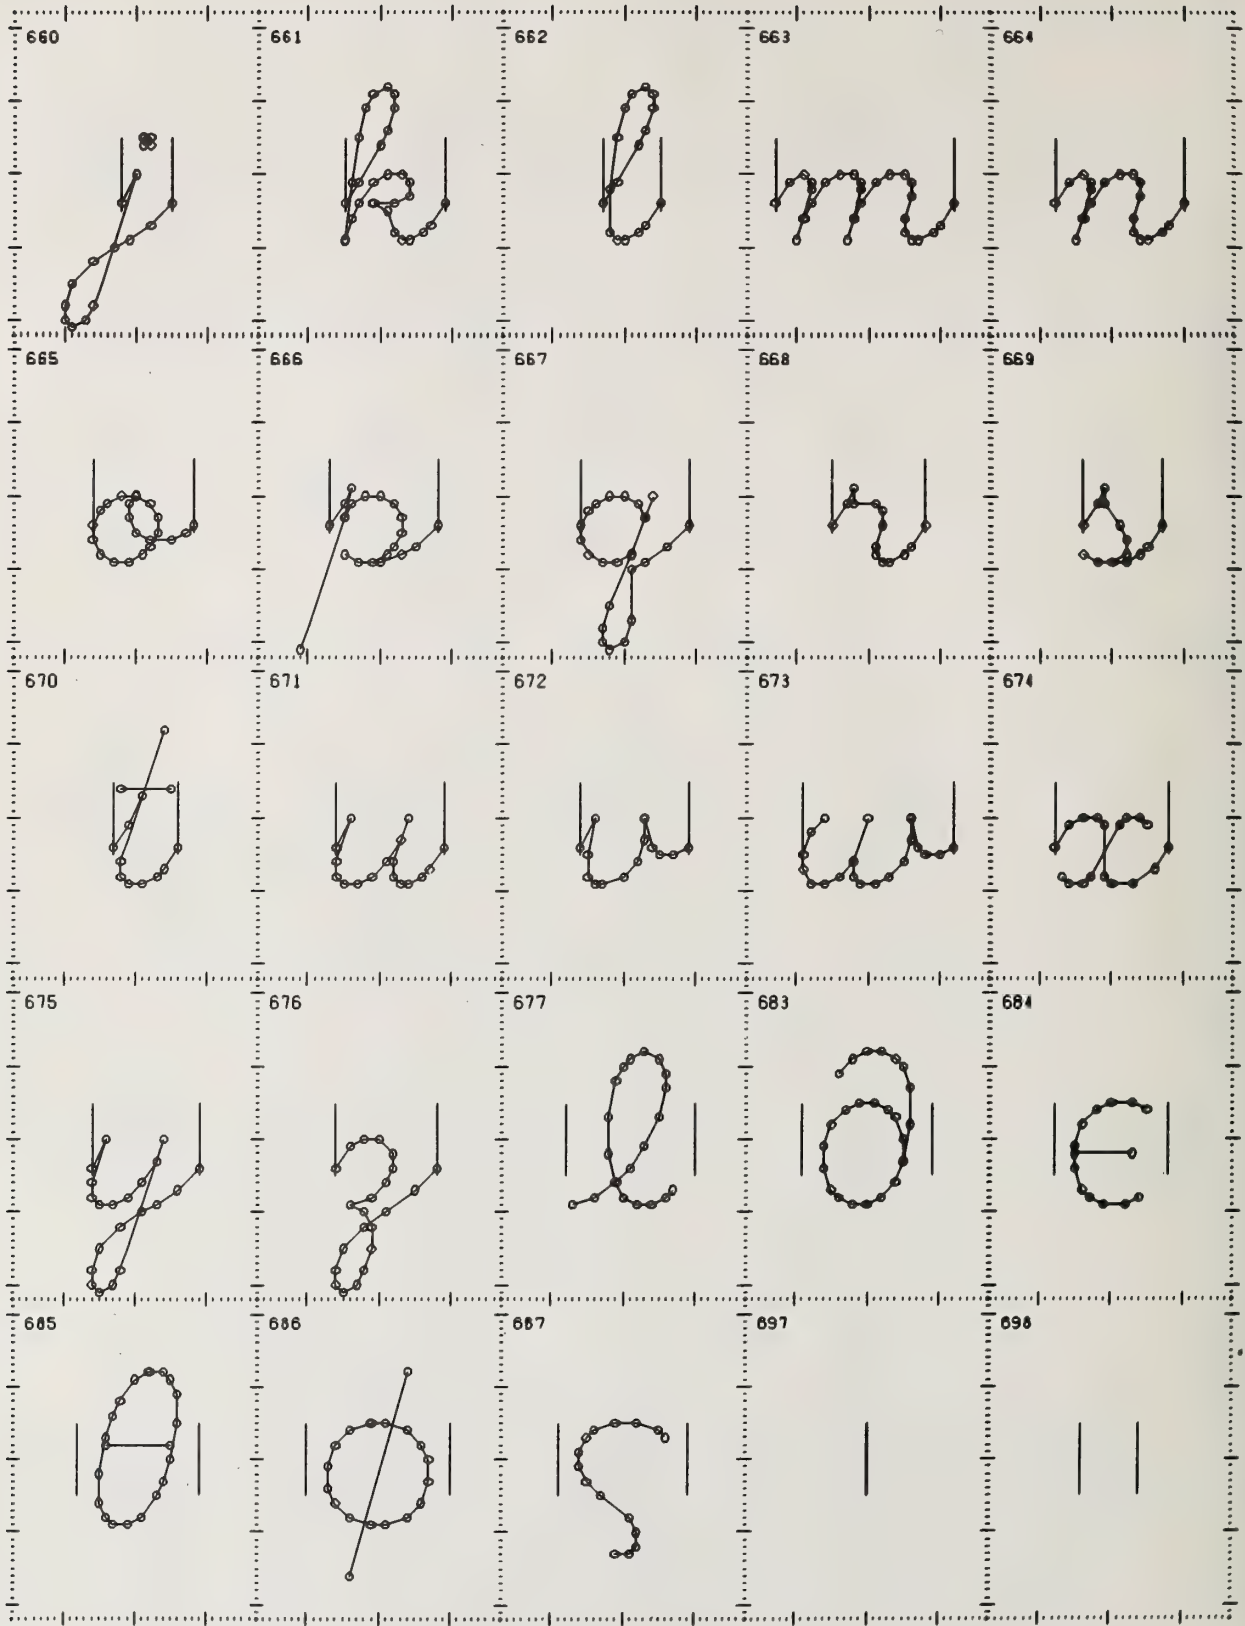 660 661 662 663 664
j k l m n
665 666 667 668 669
o p q r s
670 671 672 673 674
t u v w x
675 676 677 683 684
y z ℓ ∂ ϵ
685 686 687 697 698
θ ϕ ς